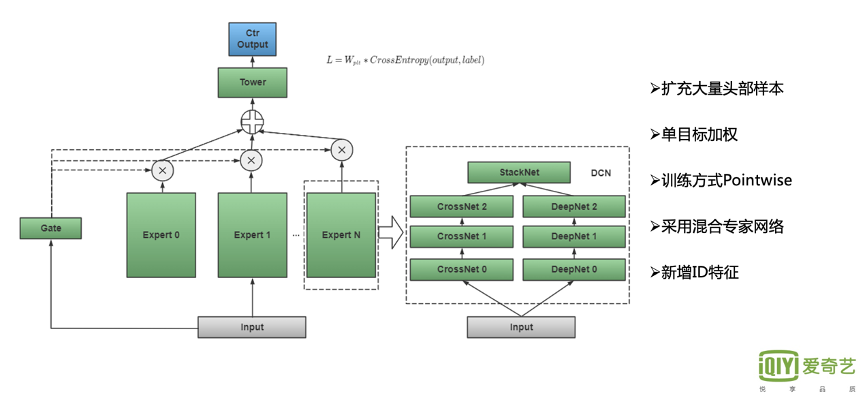 Ctr
Output
L = W_{pit} * CrossEntropy(output, label)
Tower
➢扩充大量头部样本
➢单目标加权
➢训练方式Pointwise
➢采用混合专家网络
➢新增ID特征
Gate
Expert 0
Expert 1
...
Expert N
Input
StackNet
DCN
CrossNet 2
DeepNet 2
CrossNet 1
DeepNet 1
CrossNet 0
DeepNet 0
Input
iQIYI 爱奇艺
悦享品质